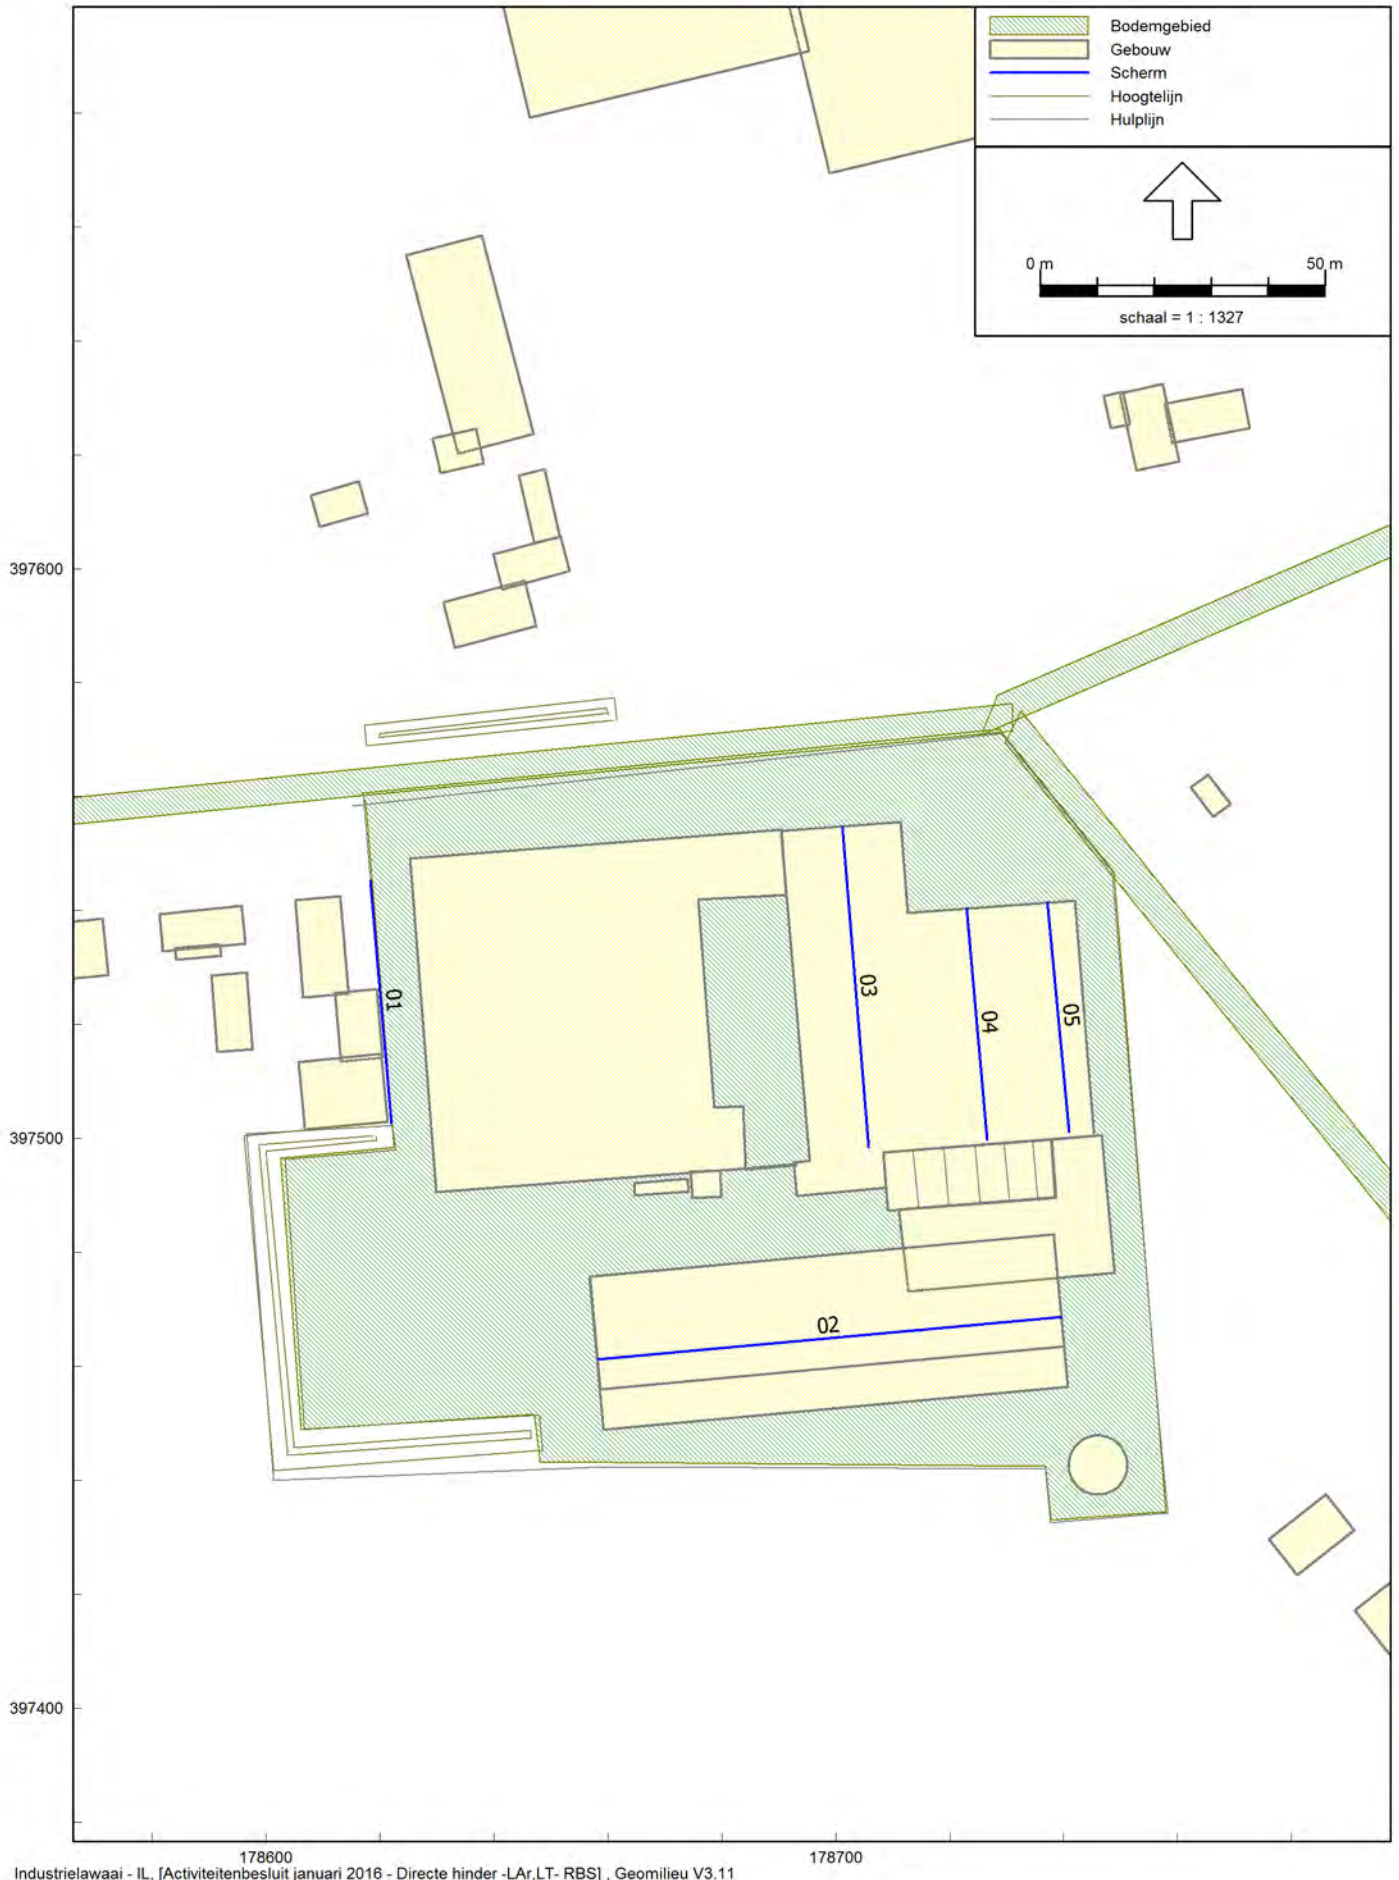 Bodemgebied
Gebouw
Scherm
Hoogtelijn
Hulplijn
0 m 50 m
schaal = 1 : 1327
397600
01
03
04
05
397500
02
397400
178600 178700
Industrielawaai - IL, [Activiteitenbesluit januari 2016 - Directe hinder -LAr,LT- RBS] , Geomilieu V3.11